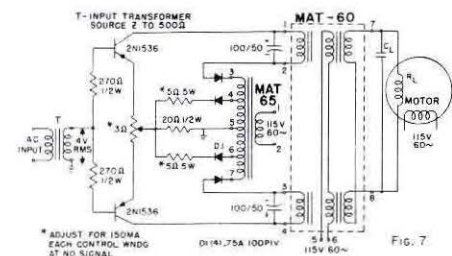 T-INPUT TRANSFORMER
SOURCE Z TO 500Ω
2N1536
270Ω
1/2W
T
AC
INPUT
4V
RMS
*3Ω
270Ω
1/2W
2N1536
* ADJUST FOR 150MA
EACH CONTROL WNDG
AT NO SIGNAL
100/50
*5Ω 5W
20Ω 1/2W
*5Ω 5W
D1
100/50
D1(4) .75A 100PIV
3
4
5
6
7
MAT
65
1
115V
60~
2
MAT-60
1
2
3
4
5
6
115V 60~
7
8
CL
RL
MOTOR
115V
60~
FIG. 7